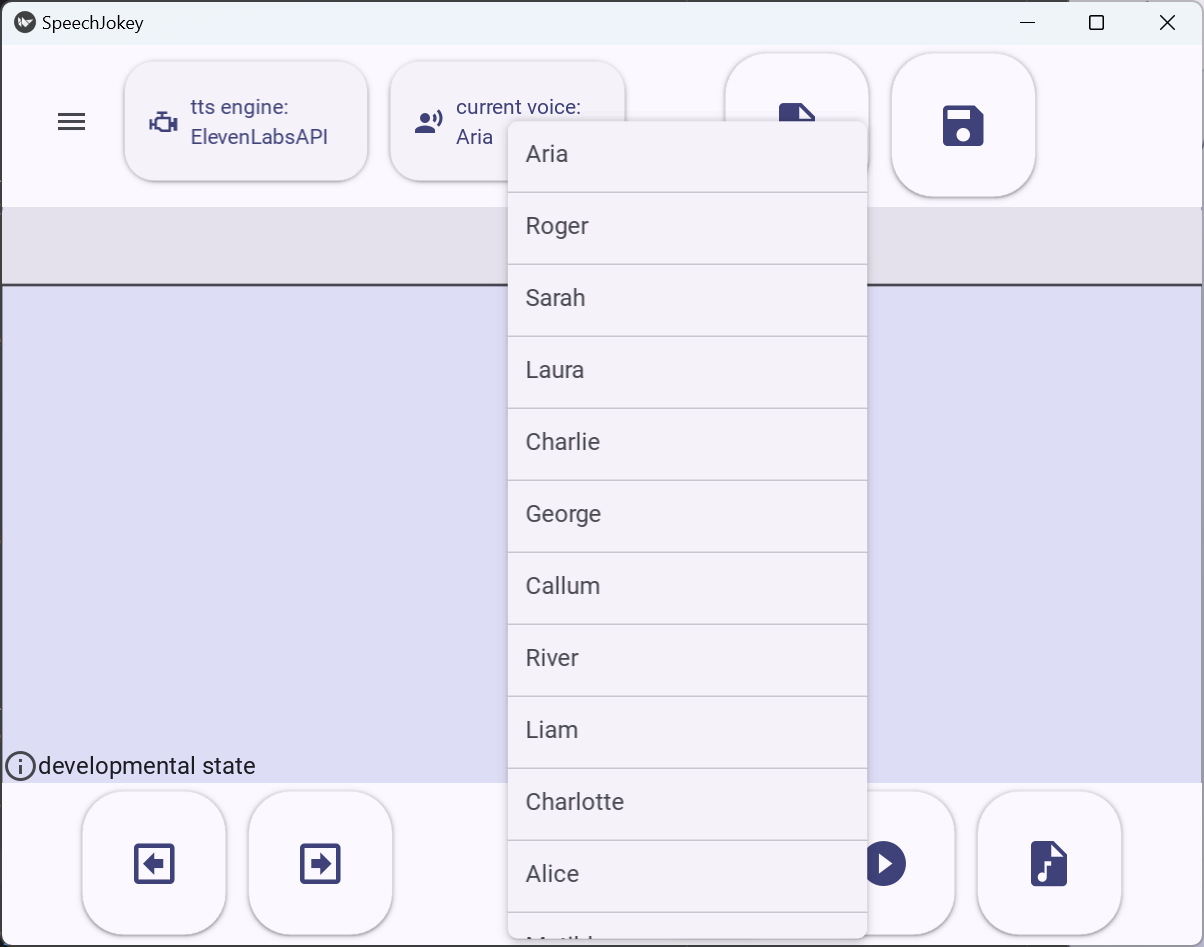 SpeechJokey
tts engine:
ElevenLabsAPI
current voice:
Aria
Aria
Roger
Sarah
Laura
Charlie
George
Callum
River
Liam
Charlotte
Alice
developmental state